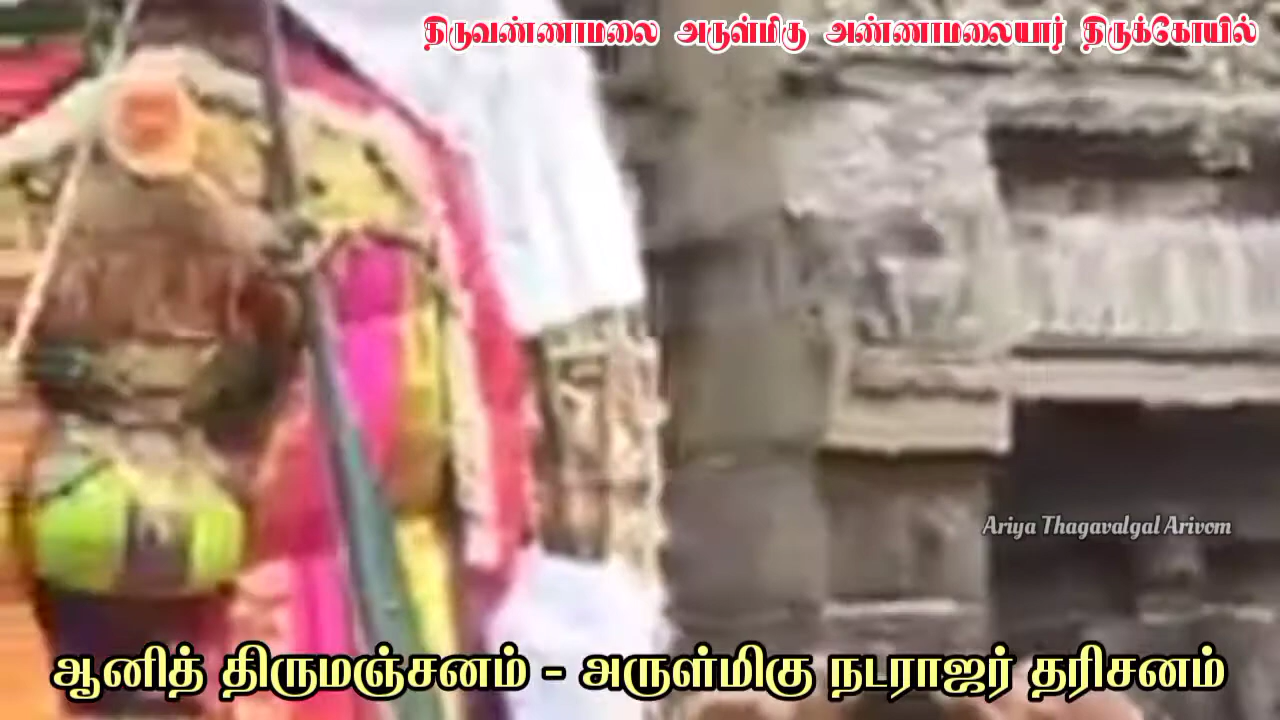 திருவண்ணாமலை அருள்மிகு அண்ணாமலையார் திருக்கோயில்
Ariya Thagavalgal Arivom
ஆனித் திருமஞ்சனம் - அருள்மிகு நடராஜர் தரிசனம்